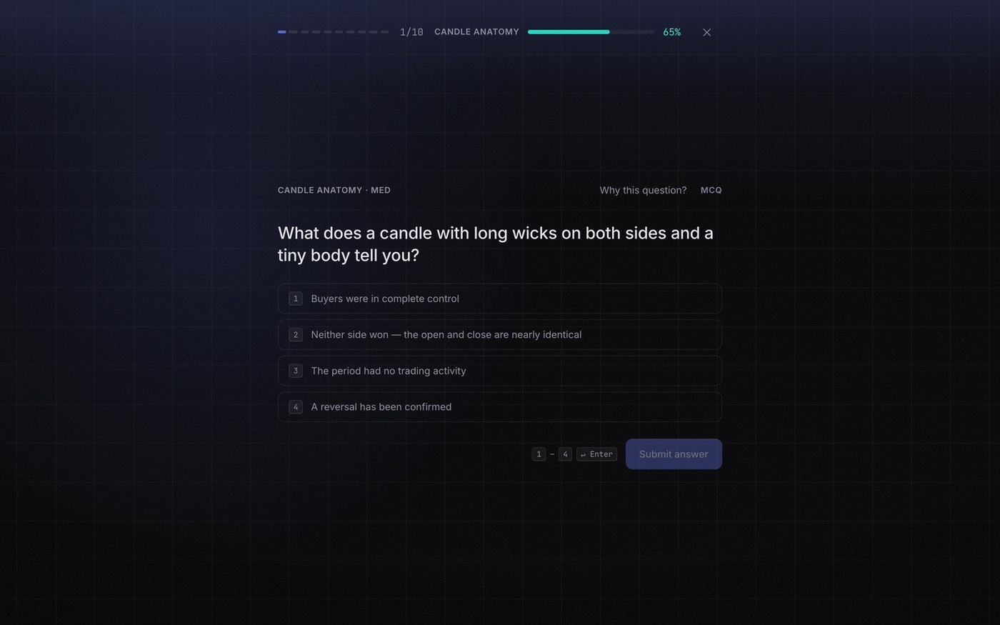 1/10 CANDLE ANATOMY 65%
CANDLE ANATOMY · MED Why this question? MCQ
What does a candle with long wicks on both sides and a
tiny body tell you?
1 Buyers were in complete control
2 Neither side won — the open and close are nearly identical
3 The period had no trading activity
4 A reversal has been confirmed
1 – 4 ↵ Enter Submit answer